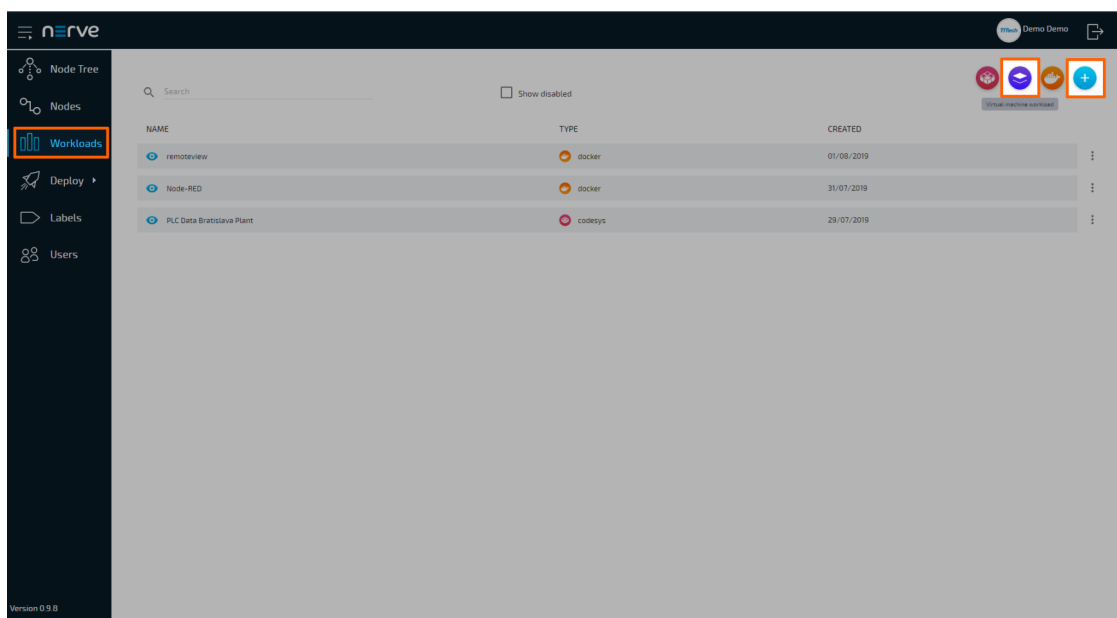 nerve
TTTech Demo Demo
Node Tree
Nodes
Workloads
Deploy
Labels
Users
Search
Show disabled
Virtual machine workload
NAME TYPE CREATED
remoteview docker 01/08/2019
Node-RED docker 31/07/2019
PLC Data Bratislava Plant codesys 29/07/2019
Version 0.9.8